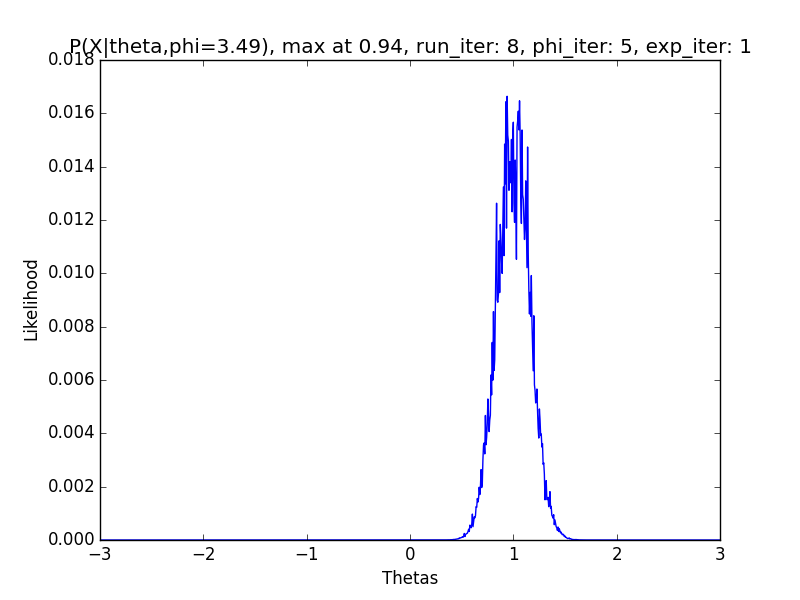 P(X|theta,phi=3.49), max at 0.94, run_iter: 8, phi_iter: 5, exp_iter: 1
0.018
0.016
0.014
0.012
0.010
0.008
0.006
0.004
0.002
0.000
Likelihood
−3 −2 −1 0 1 2 3
Thetas